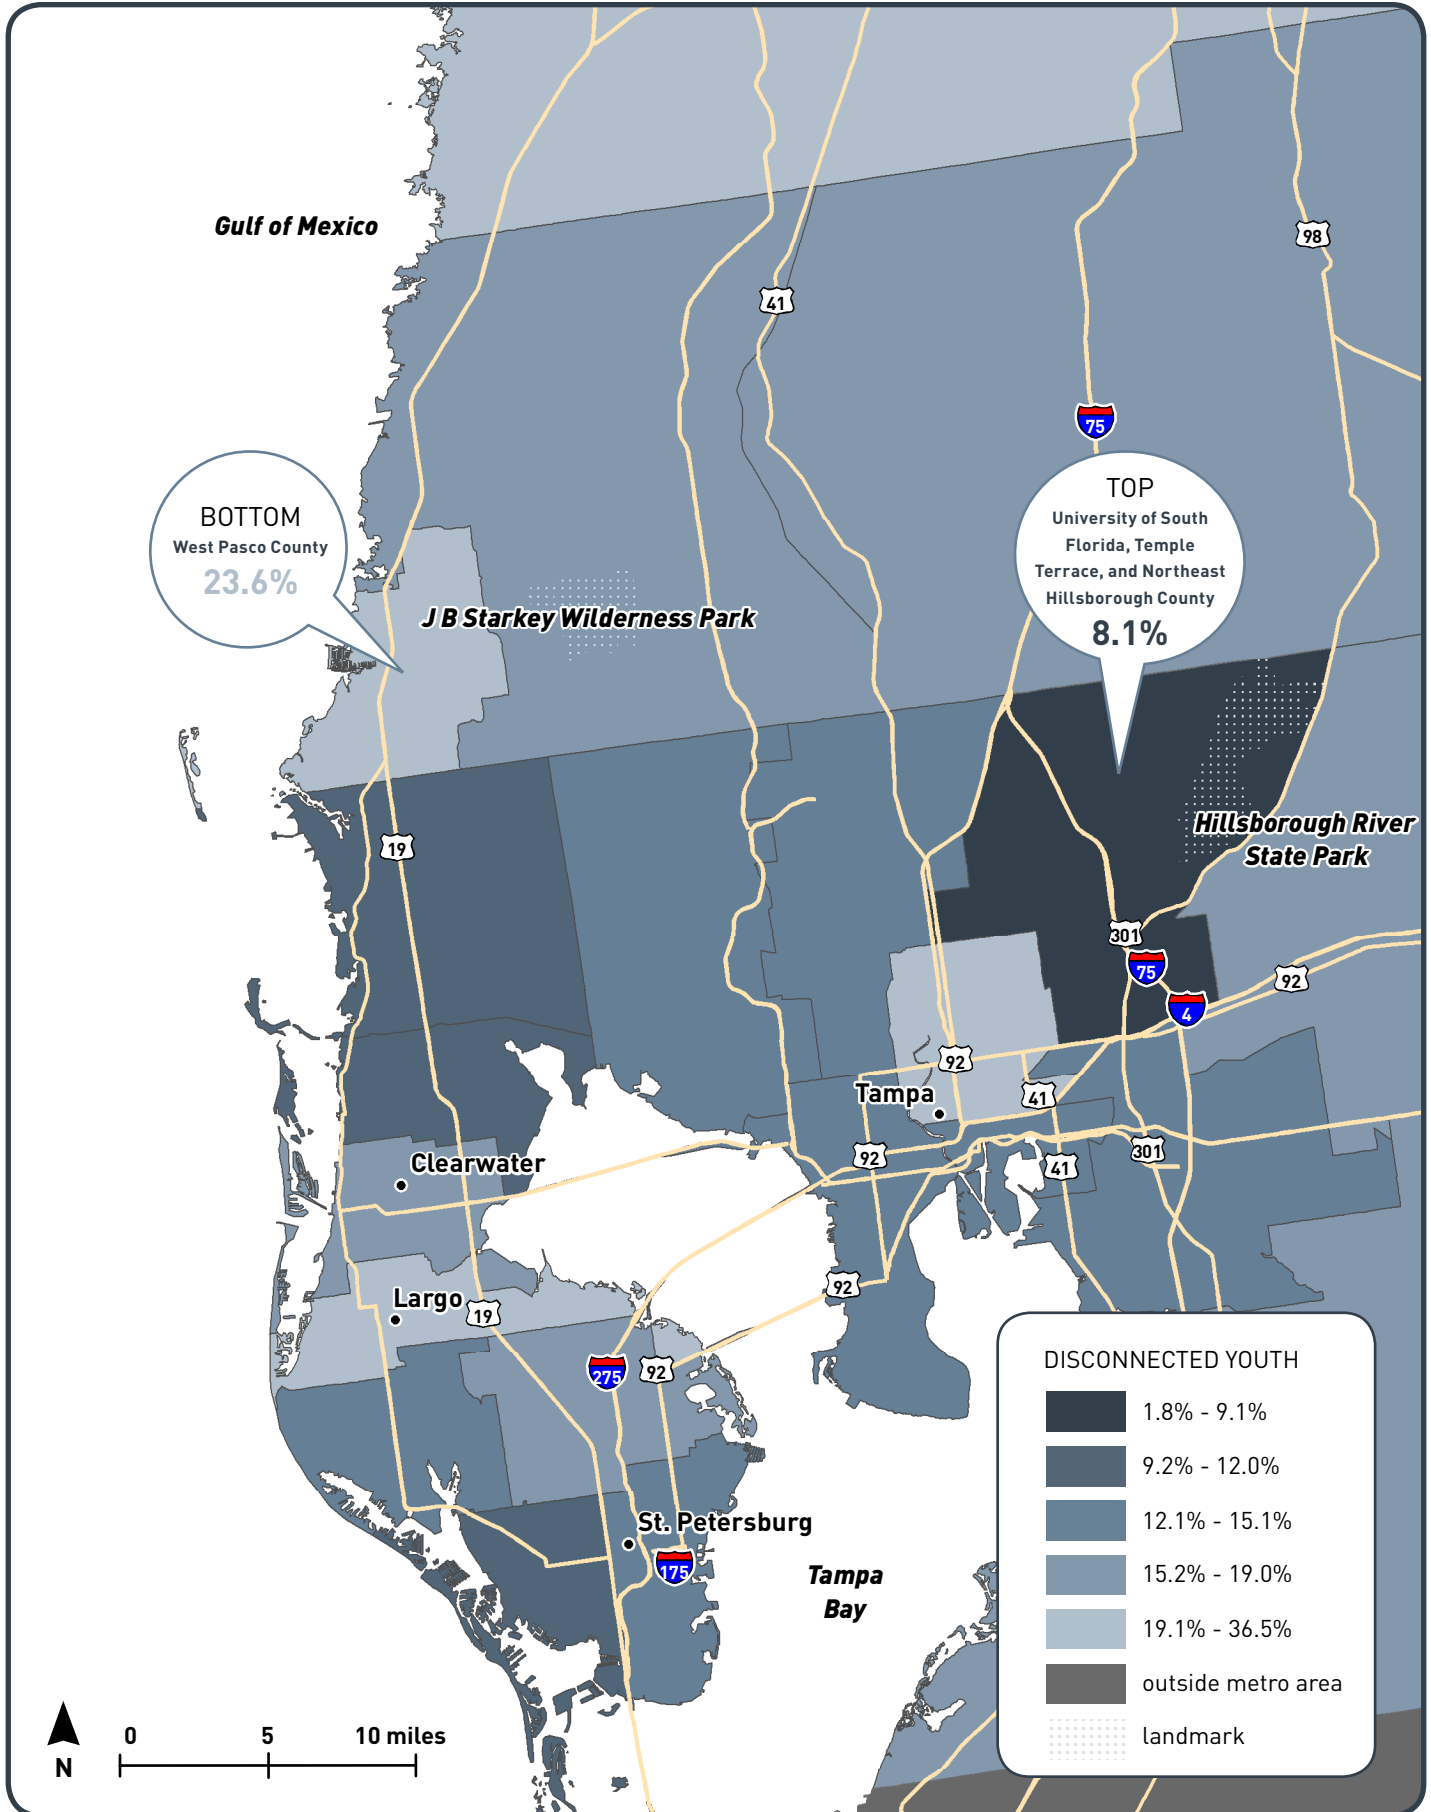 Gulf of Mexico
98
41
75
BOTTOM
West Pasco County
23.6%
TOP
University of South
Florida, Temple
Terrace, and Northeast
Hillsborough County
8.1%
J B Starkey Wilderness Park
Hillsborough River
State Park
19
301
75
92
4
92
Tampa
41
92
301
41
Clearwater
92
Largo
19
275
92
St. Petersburg
175
Tampa
Bay
DISCONNECTED YOUTH
1.8% - 9.1%
9.2% - 12.0%
12.1% - 15.1%
15.2% - 19.0%
19.1% - 36.5%
outside metro area
landmark
N
0 5 10 miles